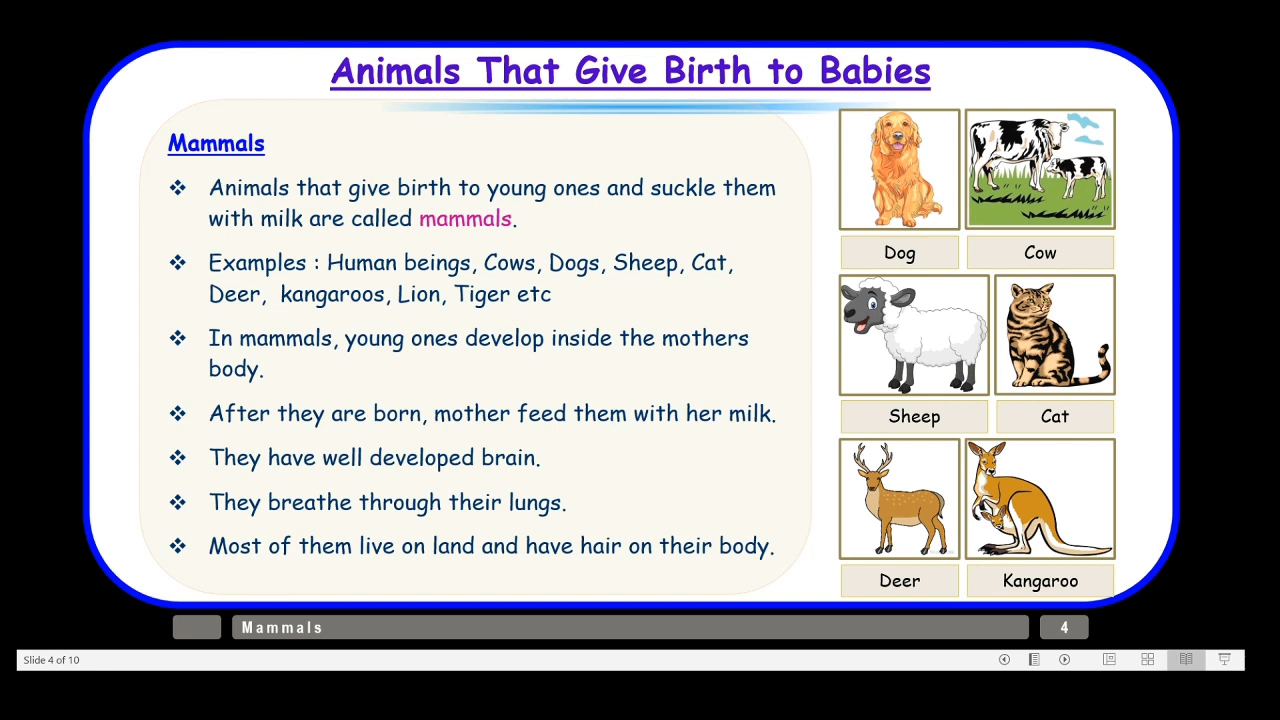 Animals That Give Birth to Babies
Mammals
❖ Animals that give birth to young ones and suckle them
with milk are called mammals.
❖ Examples : Human beings, Cows, Dogs, Sheep, Cat,
Deer, kangaroos, Lion, Tiger etc
❖ In mammals, young ones develop inside the mothers
body.
❖ After they are born, mother feed them with her milk.
❖ They have well developed brain.
❖ They breathe through their lungs.
❖ Most of them live on land and have hair on their body.
Dog
Cow
Sheep
Cat
Deer
Kangaroo
Mammals
4
Slide 4 of 10